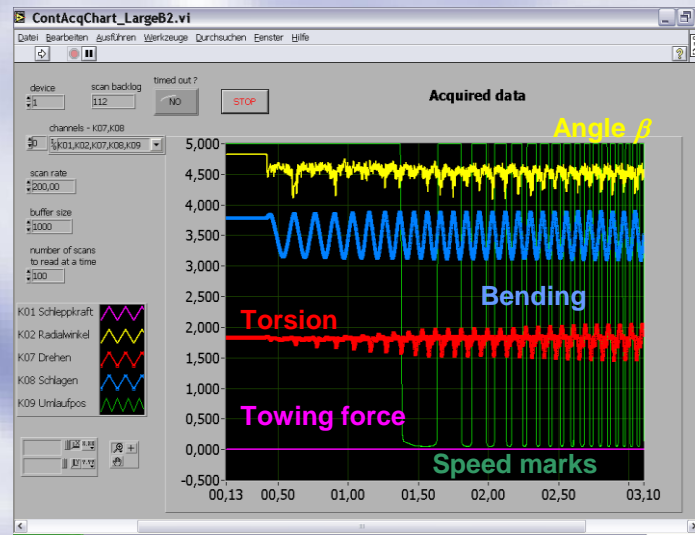 ContAcqChart_LargeB2.vi
Datei Bearbeiten Ausführen Werkzeuge Durchsuchen Fenster Hilfe
device
scan backlog
timed out ?
1
112
NO
STOP
Acquired data
channels - K07,K08
0
K01,K02,K07,K08,K09
scan rate
200,00
buffer size
1000
number of scans
to read at a time
100
K01 Schleppkraft
K02 Radialwinkel
K07 Drehen
K08 Schlagen
K09 Umlaufpos
Angle β
Bending
Torsion
Towing force
Speed marks
5,000
4,500
4,000
3,500
3,000
2,500
2,000
1,500
1,000
0,500
0,000
-0,500
00,13 00,50 01,00 01,50 02,00 02,50 03,10